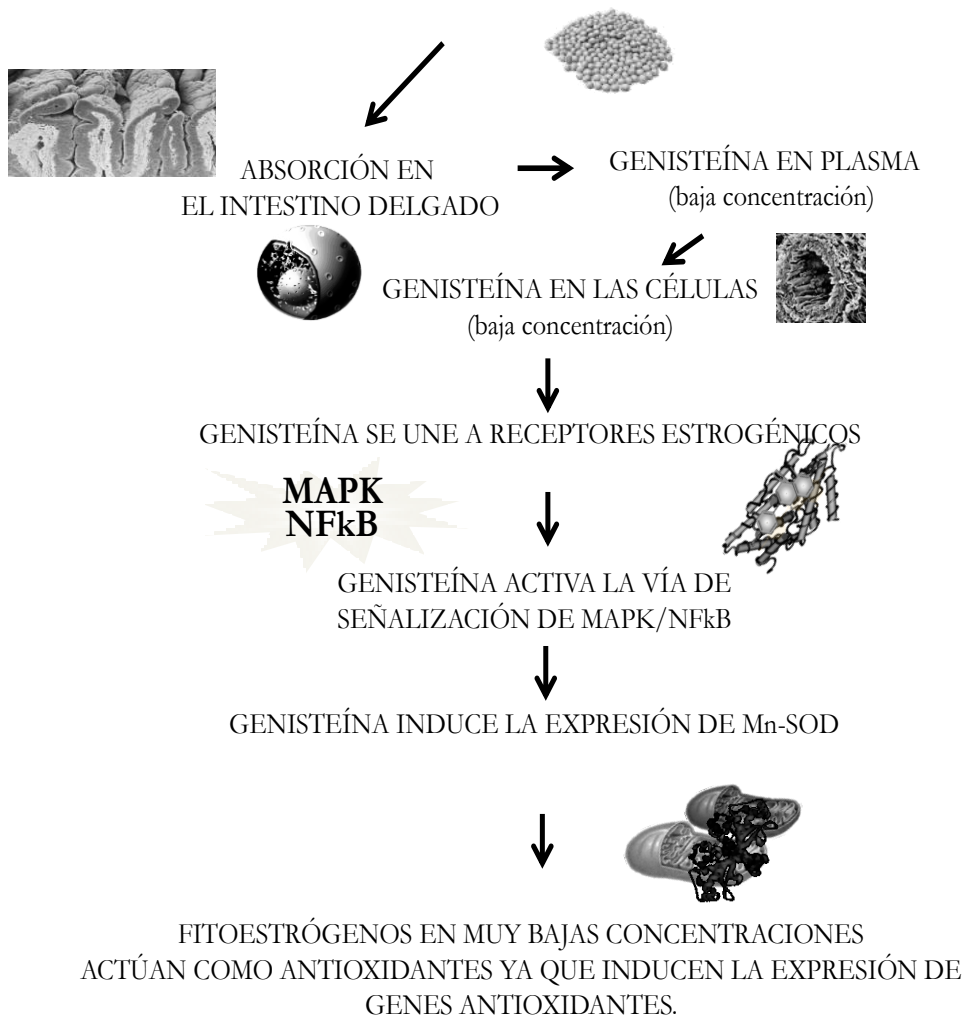 ABSORCIÓN EN
EL INTESTINO DELGADO
GENISTEÍNA EN PLASMA
(baja concentración)
GENISTEÍNA EN LAS CÉLULAS
(baja concentración)
GENISTEÍNA SE UNE A RECEPTORES ESTROGÉNICOS
MAPK
NFkB
GENISTEÍNA ACTIVA LA VÍA DE
SEÑALIZACIÓN DE MAPK/NFkB
GENISTEÍNA INDUCE LA EXPRESIÓN DE Mn-SOD
FITOESTRÓGENOS EN MUY BAJAS CONCENTRACIONES
ACTÚAN COMO ANTIOXIDANTES YA QUE INDUCEN LA EXPRESIÓN DE
GENES ANTIOXIDANTES.